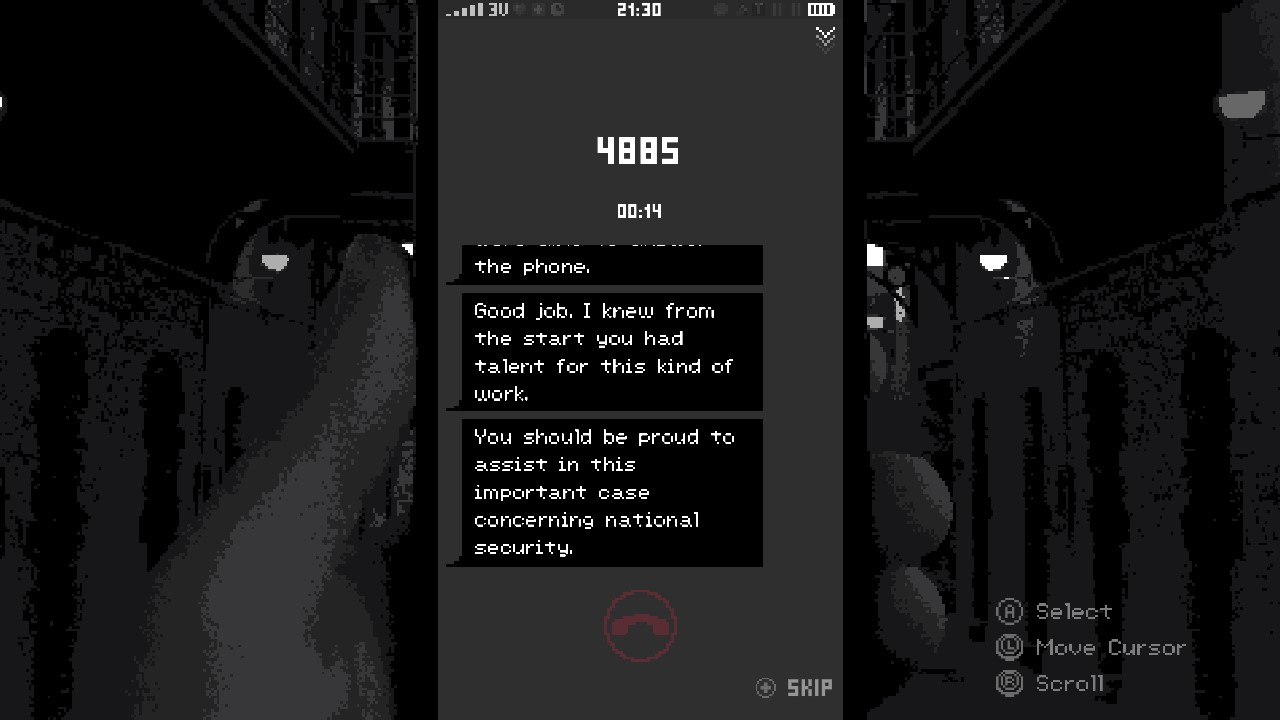 3V 21:30
4885
00:14
the phone.
Good job. I knew from
the start you had
talent for this kind of
work.
You should be proud to
assist in this
important case
concerning national
security.
SKIP
A Select
L Move Cursor
R Scroll